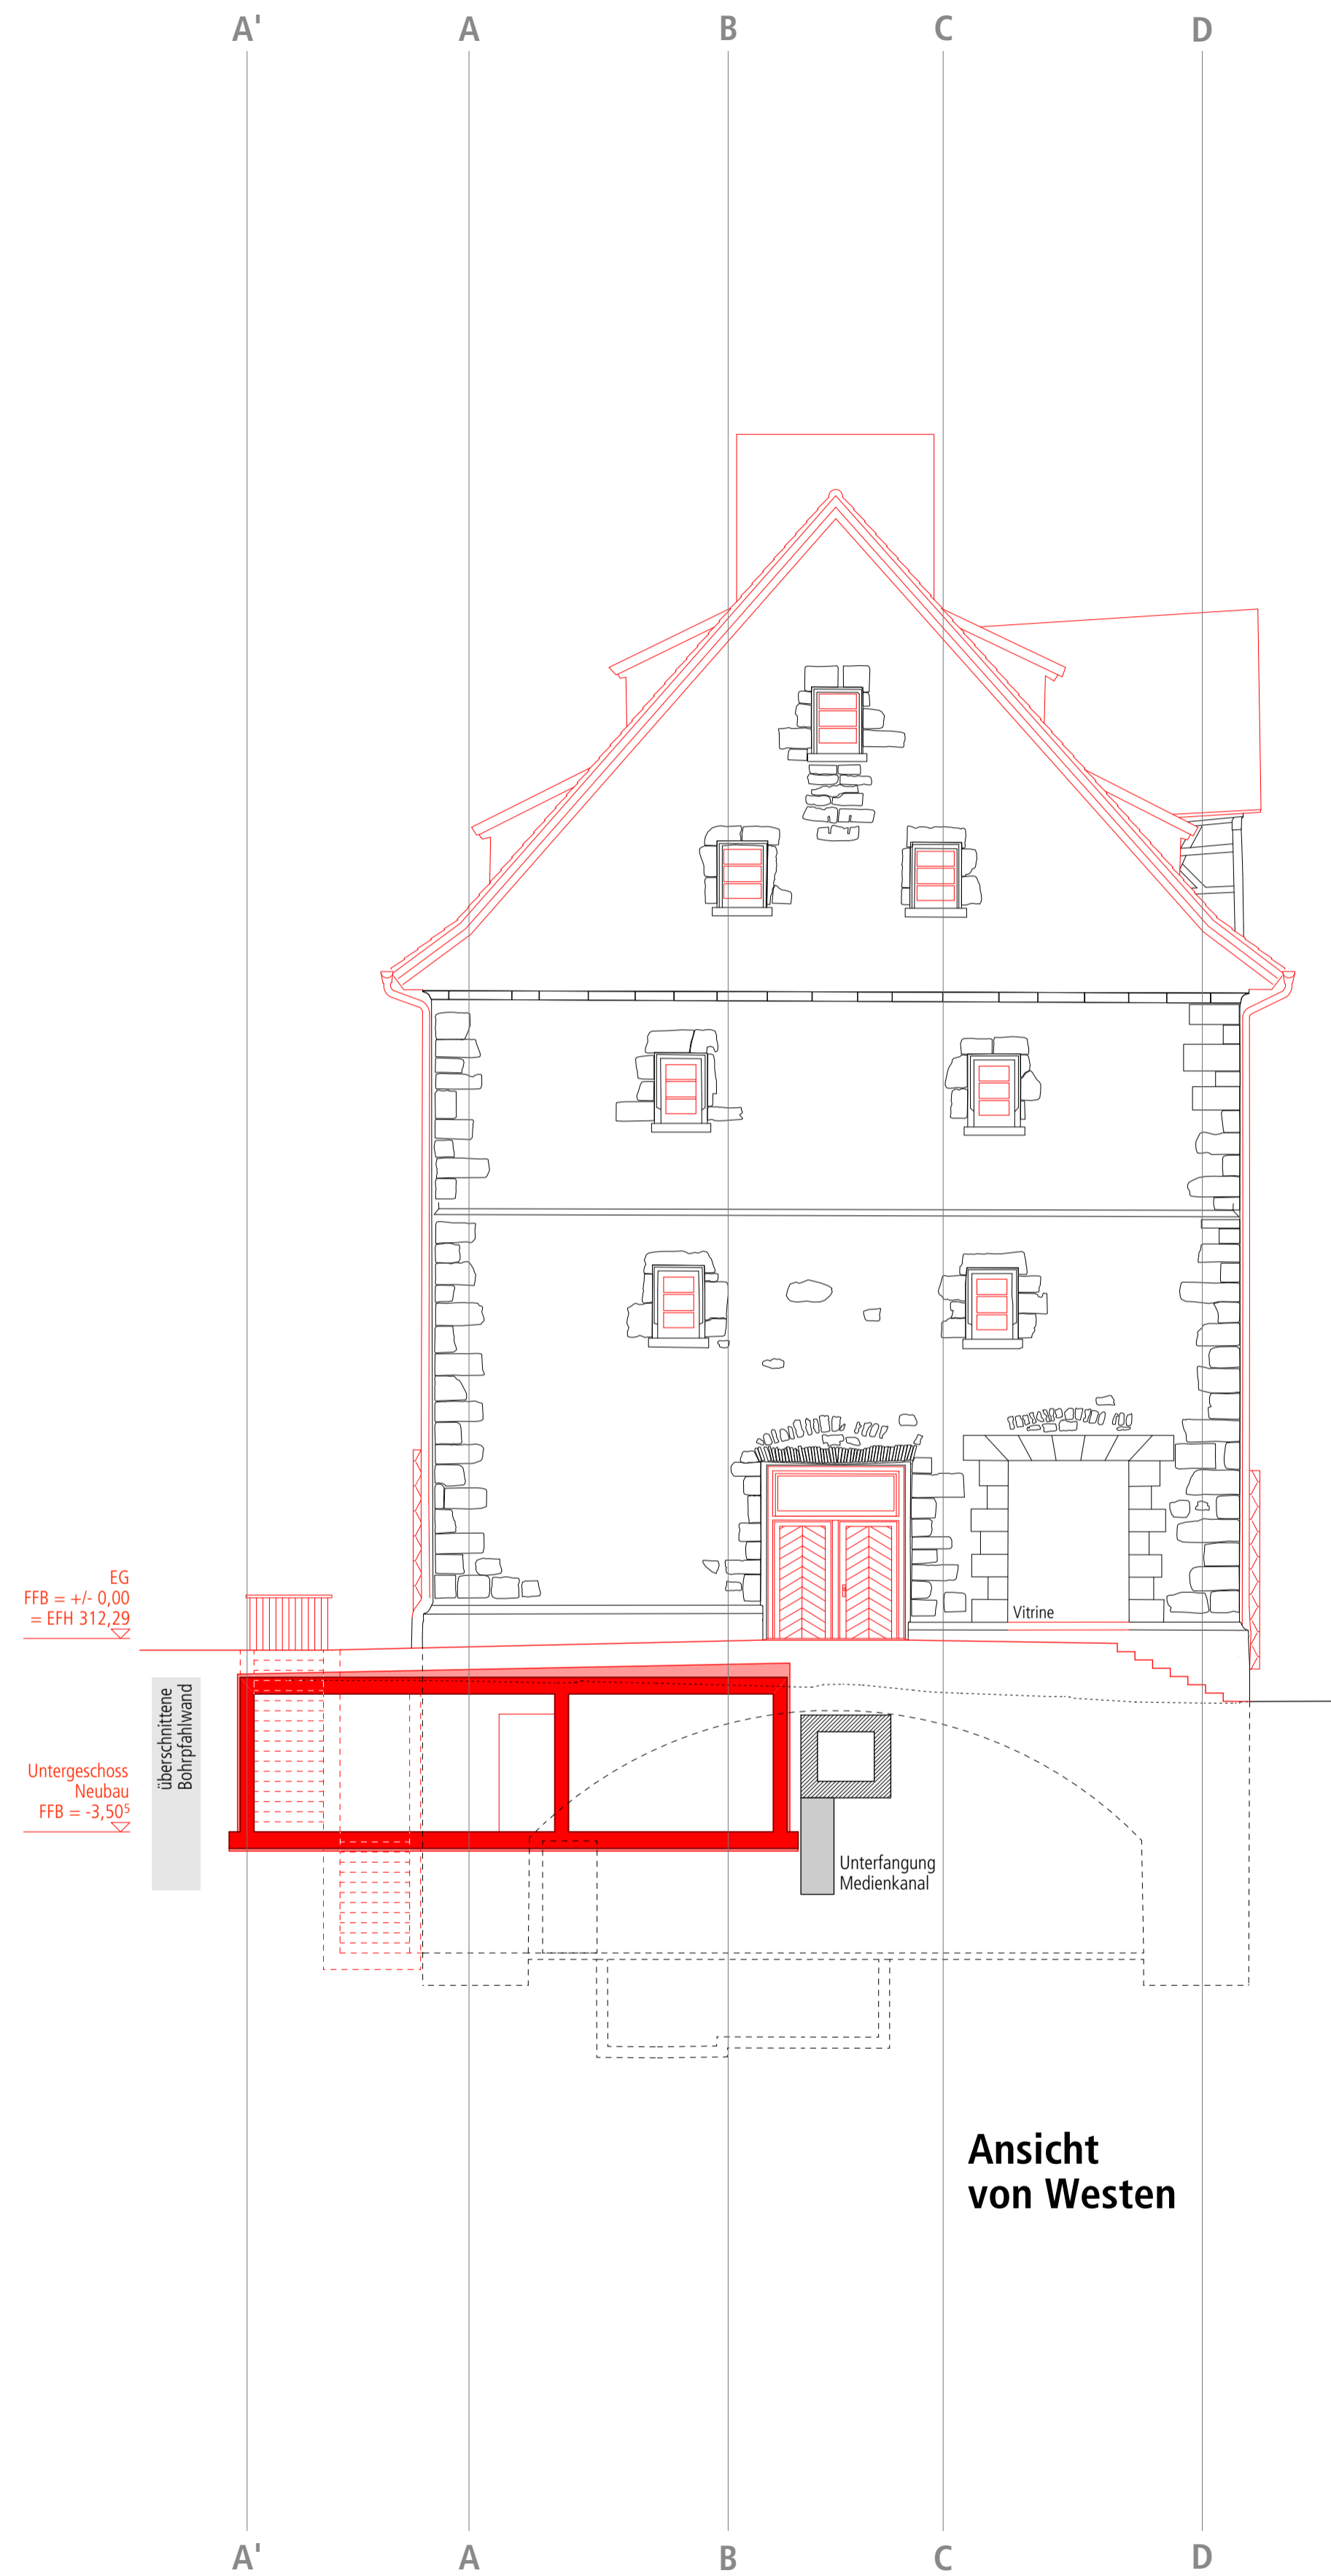 A' A B C D
EG
FFB = +/- 0,00
= EFH 312,29
Vitrine
überschnittene
Bohrpfahlwand
Untergeschoss
Neubau
FFB = -3,50⁵
Unterfangung
Medienkanal
Ansicht
von Westen
A' A B C D